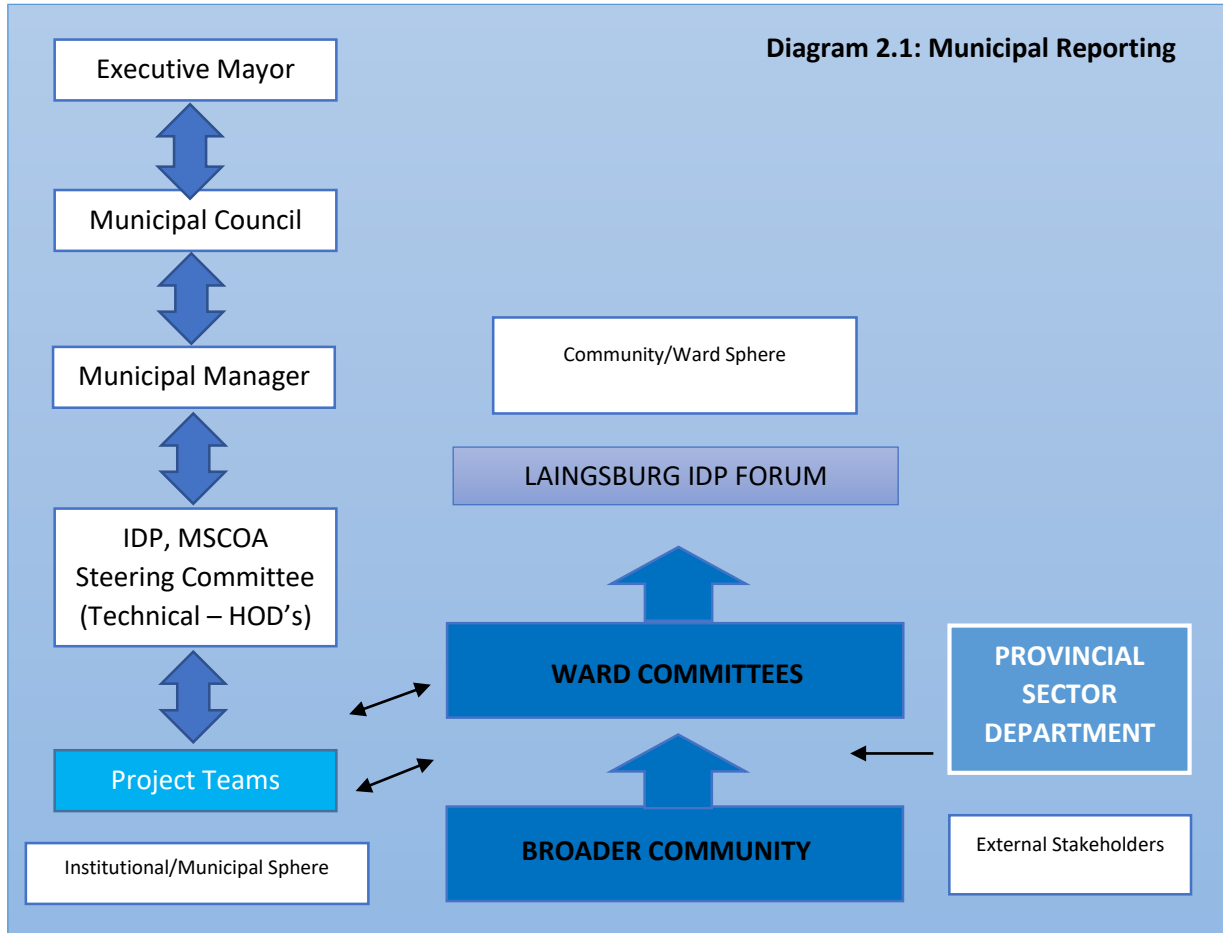 Diagram 2.1: Municipal Reporting
Executive Mayor
Municipal Council
Municipal Manager
IDP, MSCOA
Steering Committee
(Technical – HOD’s)
Project Teams
Institutional/Municipal Sphere
Community/Ward Sphere
LAINGSBURG IDP FORUM
WARD COMMITTEES
BROADER COMMUNITY
PROVINCIAL
SECTOR
DEPARTMENT
External Stakeholders